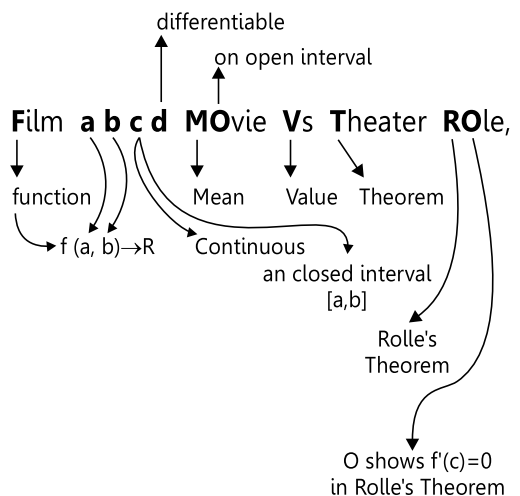 differentiable
on open interval
Film a b c d MOvie Vs Theater ROle,
function
Mean
Value
Theorem
f (a, b)→R
Continuous
an closed interval
[a,b]
Rolle's
Theorem
O shows f'(c)=0
in Rolle's Theorem